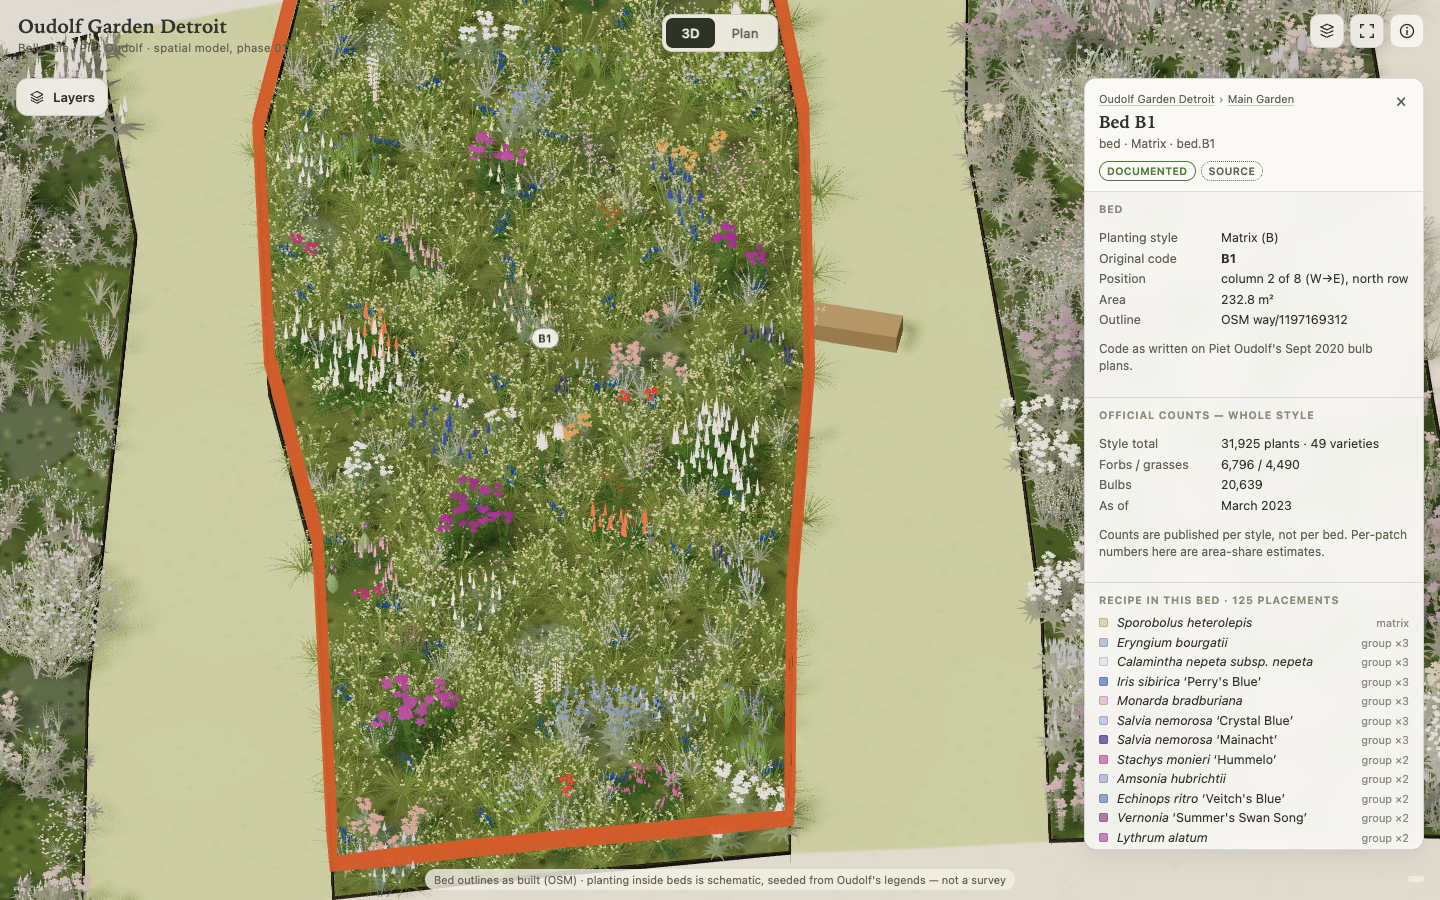 Oudolf Garden Detroit
Belle Isle · Piet Oudolf · spatial model, phase 0
Layers
3D
Plan
B1
Oudolf Garden Detroit › Main Garden
Bed B1
bed · Matrix · bed.B1
DOCUMENTED
SOURCE
BED
Planting style Matrix (B)
Original code B1
Position column 2 of 8 (W→E), north row
Area 232.8 m²
Outline OSM way/1197169312
Code as written on Piet Oudolf's Sept 2020 bulb
plans.
OFFICIAL COUNTS — WHOLE STYLE
Style total 31,925 plants · 49 varieties
Forbs / grasses 6,796 / 4,490
Bulbs 20,639
As of March 2023
Counts are published per style, not per bed. Per-patch
numbers here are area-share estimates.
RECIPE IN THIS BED · 125 PLACEMENTS
Sporobolus heterolepis matrix
Eryngium bourgatii group ×3
Calamintha nepeta subsp. nepeta group ×3
Iris sibirica ‘Perry's Blue’ group ×3
Monarda bradburiana group ×3
Salvia nemorosa ‘Crystal Blue’ group ×3
Salvia nemorosa ‘Mainacht’ group ×3
Stachys monieri ‘Hummelo’ group ×2
Amsonia hubrichtii group ×2
Echinops ritro ‘Veitch's Blue’ group ×2
Vernonia ‘Summer's Swan Song’ group ×2
Lythrum alatum group ×2
Bed outlines as built (OSM) · planting inside beds is schematic, seeded from Oudolf's legends — not a survey